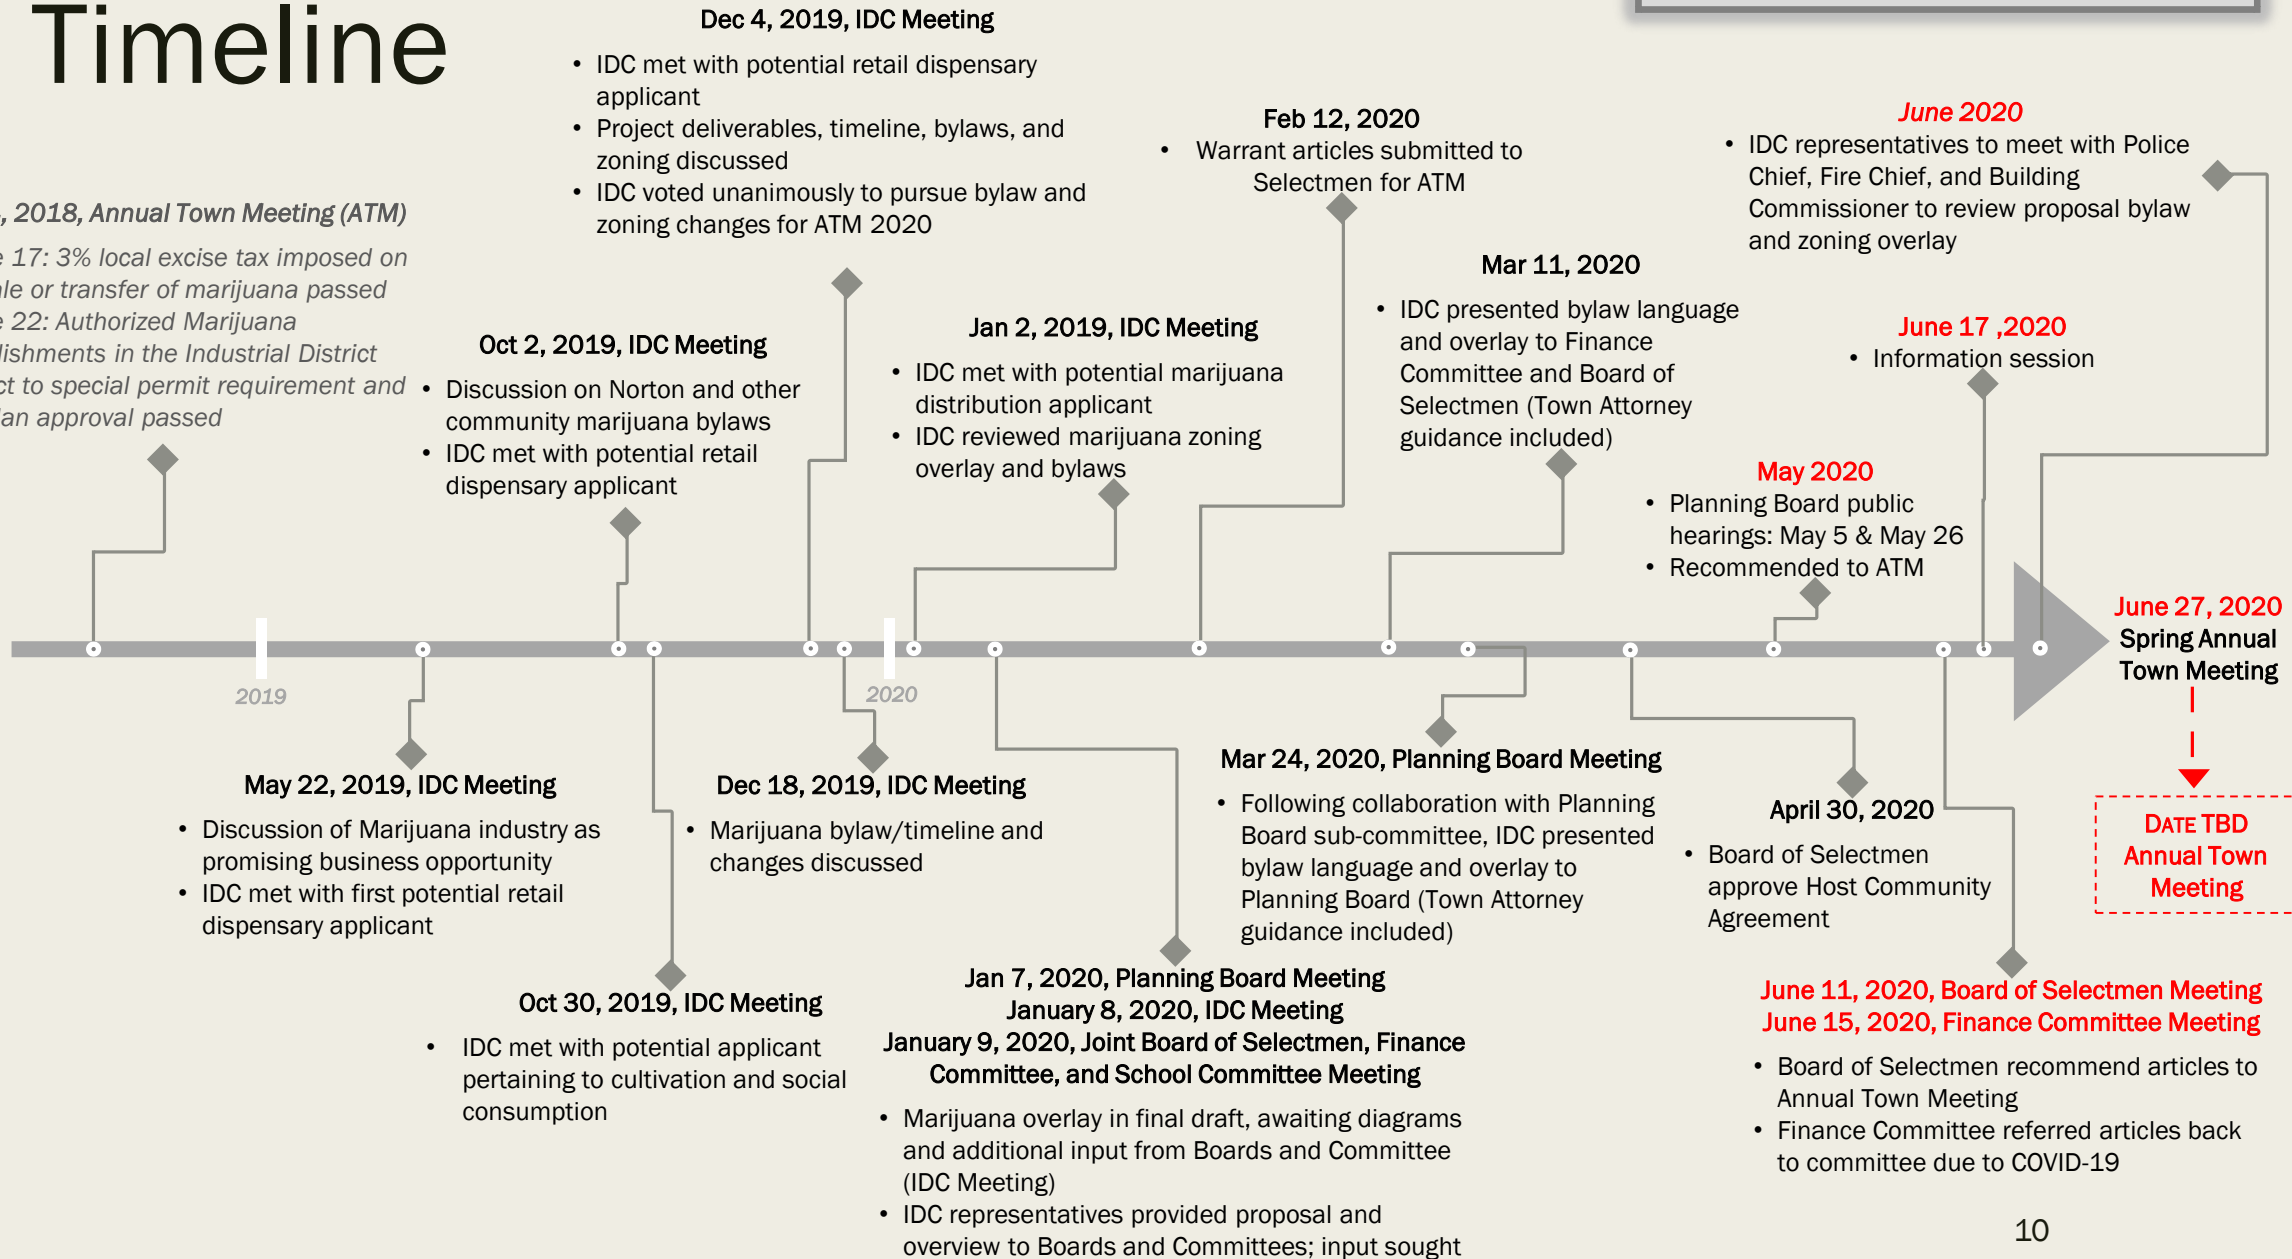 Timeline
, 2018, Annual Town Meeting (ATM)
17: 3% local excise tax imposed on
or transfer of marijuana passed
22: Authorized Marijuana
in the Industrial District
to special permit requirement and
approval passed
Oct 2, 2019, IDC Meeting
• Discussion on Norton and other
community marijuana bylaws
• IDC met with potential retail
dispensary applicant
Dec 4, 2019, IDC Meeting
• IDC met with potential retail dispensary
applicant
• Project deliverables, timeline, bylaws, and
zoning discussed
• IDC voted unanimously to pursue bylaw and
zoning changes for ATM 2020
Jan 2, 2019, IDC Meeting
• IDC met with potential marijuana
distribution applicant
• IDC reviewed marijuana zoning
overlay and bylaws
Feb 12, 2020
• Warrant articles submitted to
Selectmen for ATM
Mar 11, 2020
• IDC presented bylaw language
and overlay to Finance
Committee and Board of
Selectmen (Town Attorney
guidance included)
May 2020
• Planning Board public
hearings: May 5 & May 26
• Recommended to ATM
June 17 ,2020
• Information session
June 2020
• IDC representatives to meet with Police
Chief, Fire Chief, and Building
Commissioner to review proposal bylaw
and zoning overlay
2019
2020
June 27, 2020
Spring Annual
Town Meeting
DATE TBD
Annual Town
Meeting
May 22, 2019, IDC Meeting
• Discussion of Marijuana industry as
promising business opportunity
• IDC met with first potential retail
dispensary applicant
Oct 30, 2019, IDC Meeting
• IDC met with potential applicant
pertaining to cultivation and social
consumption
Dec 18, 2019, IDC Meeting
• Marijuana bylaw/timeline and
changes discussed
Jan 7, 2020, Planning Board Meeting
January 8, 2020, IDC Meeting
January 9, 2020, Joint Board of Selectmen, Finance
Committee, and School Committee Meeting
• Marijuana overlay in final draft, awaiting diagrams
and additional input from Boards and Committee
(IDC Meeting)
• IDC representatives provided proposal and
overview to Boards and Committees; input sought
Mar 24, 2020, Planning Board Meeting
• Following collaboration with Planning
Board sub-committee, IDC presented
bylaw language and overlay to
Planning Board (Town Attorney
guidance included)
April 30, 2020
• Board of Selectmen
approve Host Community
Agreement
June 11, 2020, Board of Selectmen Meeting
June 15, 2020, Finance Committee Meeting
• Board of Selectmen recommend articles to
Annual Town Meeting
• Finance Committee referred articles back
to committee due to COVID-19
10